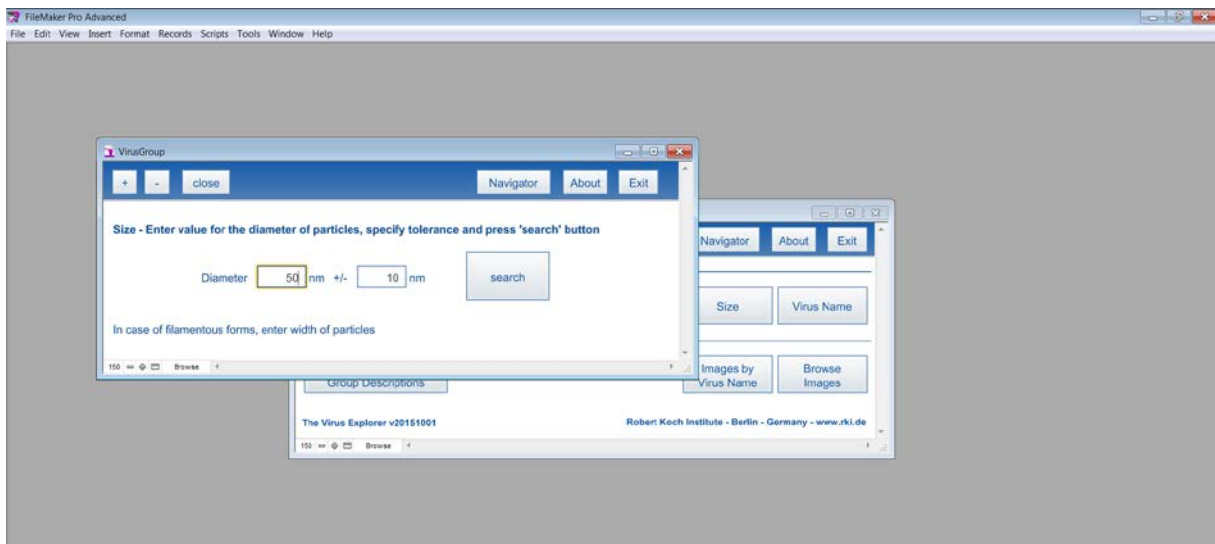 FileMaker Pro Advanced
File Edit View Insert Format Records Scripts Tools Window Help
VirusGroup
+ - close Navigator About Exit
Size - Enter value for the diameter of particles, specify tolerance and press 'search' button
Diameter 50 nm +/- 10 nm search
In case of filamentous forms, enter width of particles
150 Browse
Navigator About Exit
Size Virus Name
Group Descriptions
Images by Virus Name
Browse Images
The Virus Explorer v20151001 Robert Koch Institute - Berlin - Germany - www.rki.de
150 Browse